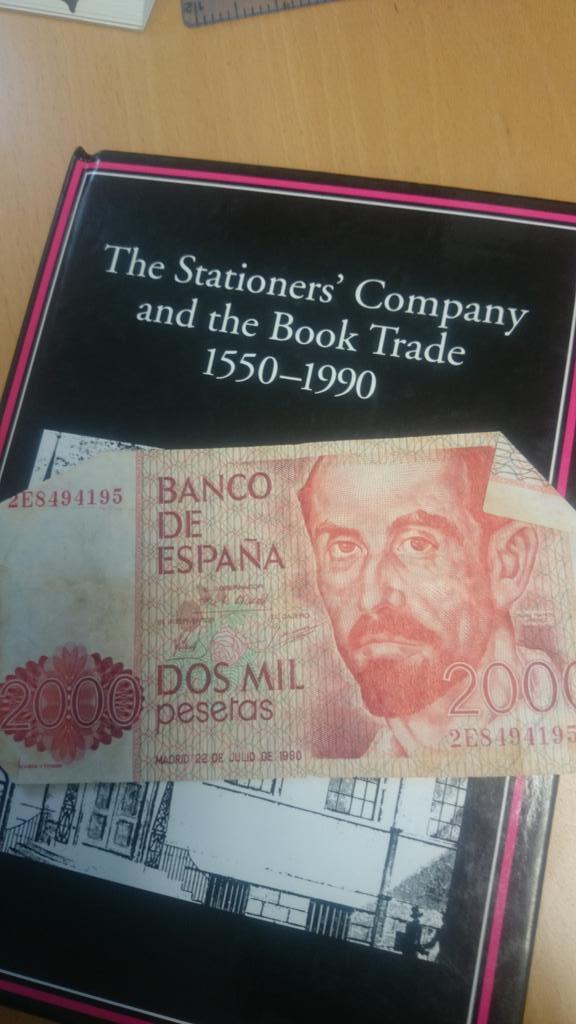 The Stationers' Company
and the Book Trade
1550–1990
2E8494195
BANCO
DE
ESPAÑA
DOS MIL
pesetas
2000
2000
2E8494195
MADRID 22 DE JULIO DE 1980